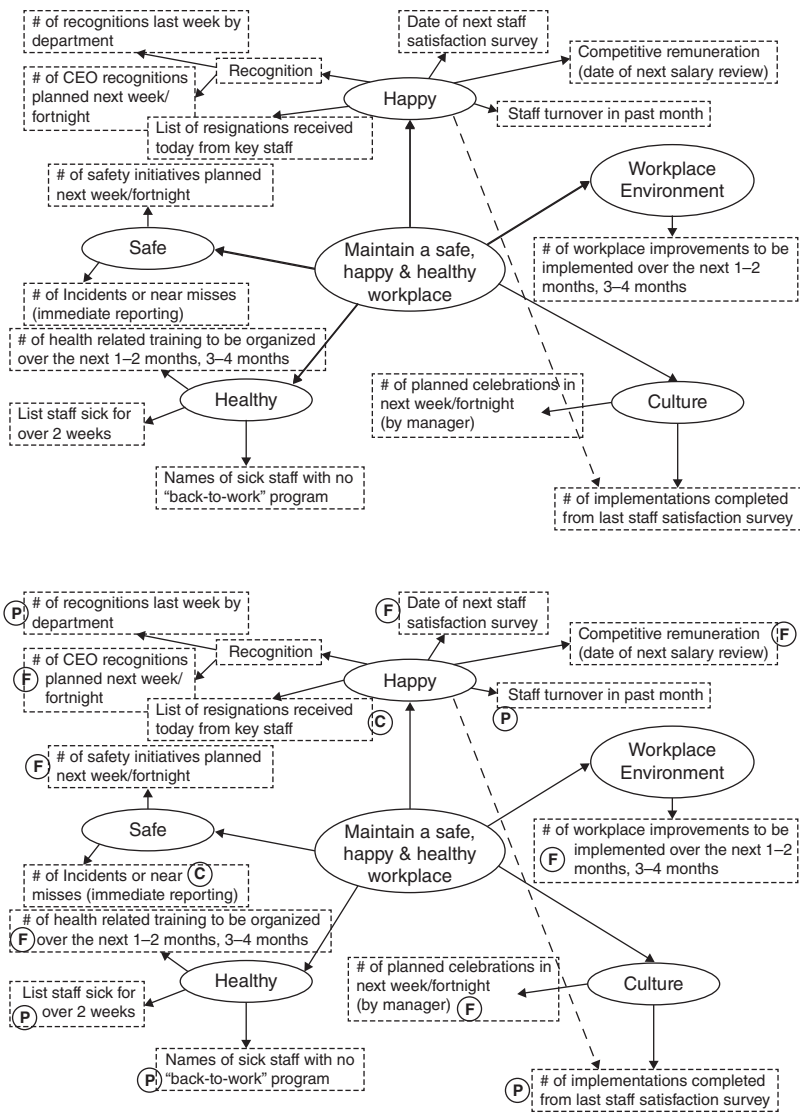 # of recognitions last week by
department
Date of next staff
satisfaction survey
Competitive remuneration
(date of next salary review)
# of CEO recognitions
planned next week/
fortnight
Recognition
Happy
Staff turnover in past month
List of resignations received
today from key staff
# of safety initiatives planned
next week/fortnight
Workplace
Environment
Safe
Maintain a safe,
happy & healthy
workplace
# of workplace improvements to be
implemented over the next 1–2
months, 3–4 months
# of Incidents or near misses
(immediate reporting)
# of health related training to be organized
over the next 1–2 months, 3–4 months
Healthy
# of planned celebrations in
next week/fortnight
(by manager)
Culture
List staff sick for
over 2 weeks
Names of sick staff with no
“back-to-work” program
# of implementations completed
from last staff satisfaction survey
P
# of recognitions last week by
department
F
Date of next staff
satisfaction survey
Competitive remuneration
(date of next salary review)
F
F
# of CEO recognitions
planned next week/
fortnight
Recognition
Happy
Staff turnover in past month
P
List of resignations received
today from key staff
C
F
# of safety initiatives planned
next week/fortnight
Workplace
Environment
Safe
Maintain a safe,
happy & healthy
workplace
# of workplace improvements to be
implemented over the next 1–2
months, 3–4 months
F
# of Incidents or near
misses (immediate reporting)
C
# of health related training to be organized
over the next 1–2 months, 3–4 months
F
Healthy
# of planned celebrations in
next week/fortnight
(by manager)
F
Culture
List staff sick for
over 2 weeks
P
Names of sick staff with no
“back-to-work” program
P
P
# of implementations completed
from last staff satisfaction survey